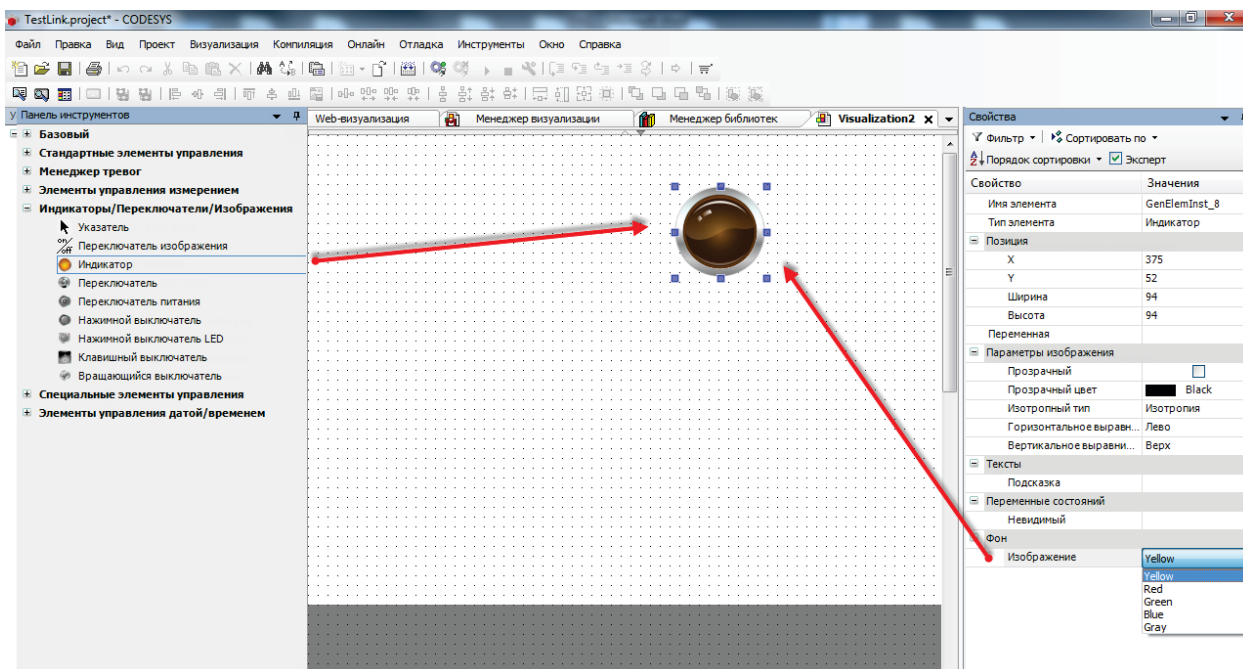 TestLink.project* - CODESYS
Файл Правка Вид Проект Визуализация Компиляция Онлайн Отладка Инструменты Окно Справка
Панель инструментов
Базовый
Стандартные элементы управления
Менеджер тревог
Элементы управления измерением
Индикаторы/Переключатели/Изображения
Указатель
on/off Переключатель изображения
Индикатор
Переключатель
Переключатель питания
Нажимной выключатель
Нажимной выключатель LED
Клавишный выключатель
Вращающийся выключатель
Специальные элементы управления
Элементы управления датой/временем
Web-визуализация Менеджер визуализации Менеджер библиотек Visualization2
Свойства
Фильтр Сортировать по
Порядок сортировки Эксперт
Свойство Значения
Имя элемента GenElemInst_8
Тип элемента Индикатор
Позиция
X 375
Y 52
Ширина 94
Высота 94
Переменная
Параметры изображения
Прозрачный
Прозрачный цвет Black
Изотропный тип Изотропия
Горизонтальное выравн... Лево
Вертикальное выравни... Верх
Тексты
Подсказка
Переменные состояний
Невидимый
Фон
Изображение Yellow
Yellow
Red
Green
Blue
Gray